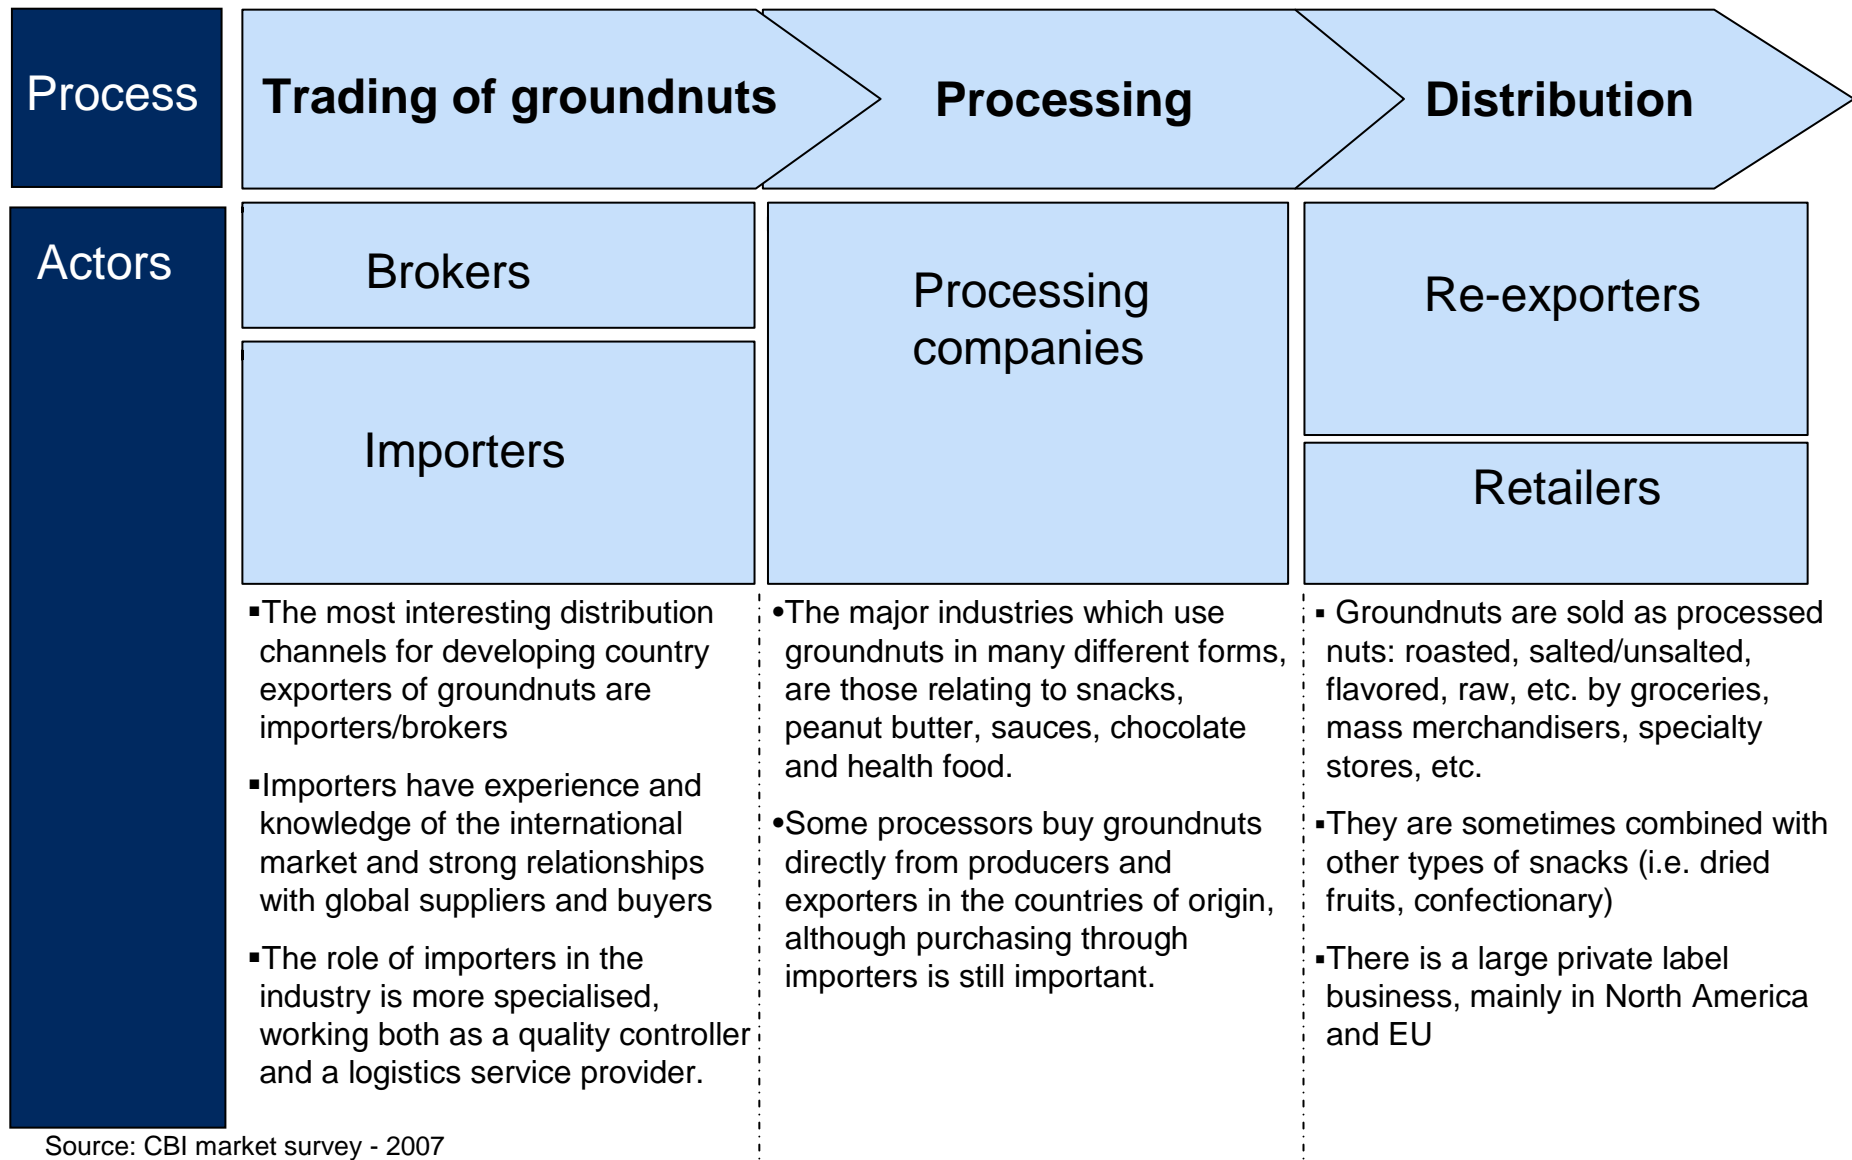 Process
Trading of groundnuts
Processing
Distribution
Actors
Brokers
Importers
Processing
companies
Re-exporters
Retailers
▪The most interesting distribution
channels for developing country
exporters of groundnuts are
importers/brokers
▪Importers have experience and
knowledge of the international
market and strong relationships
with global suppliers and buyers
▪The role of importers in the
industry is more specialised,
working both as a quality controller
and a logistics service provider.
•The major industries which use
groundnuts in many different forms,
are those relating to snacks,
peanut butter, sauces, chocolate
and health food.
•Some processors buy groundnuts
directly from producers and
exporters in the countries of origin,
although purchasing through
importers is still important.
▪ Groundnuts are sold as processed
nuts: roasted, salted/unsalted,
flavored, raw, etc. by groceries,
mass merchandisers, specialty
stores, etc.
▪They are sometimes combined with
other types of snacks (i.e. dried
fruits, confectionary)
▪There is a large private label
business, mainly in North America
and EU
Source: CBI market survey - 2007